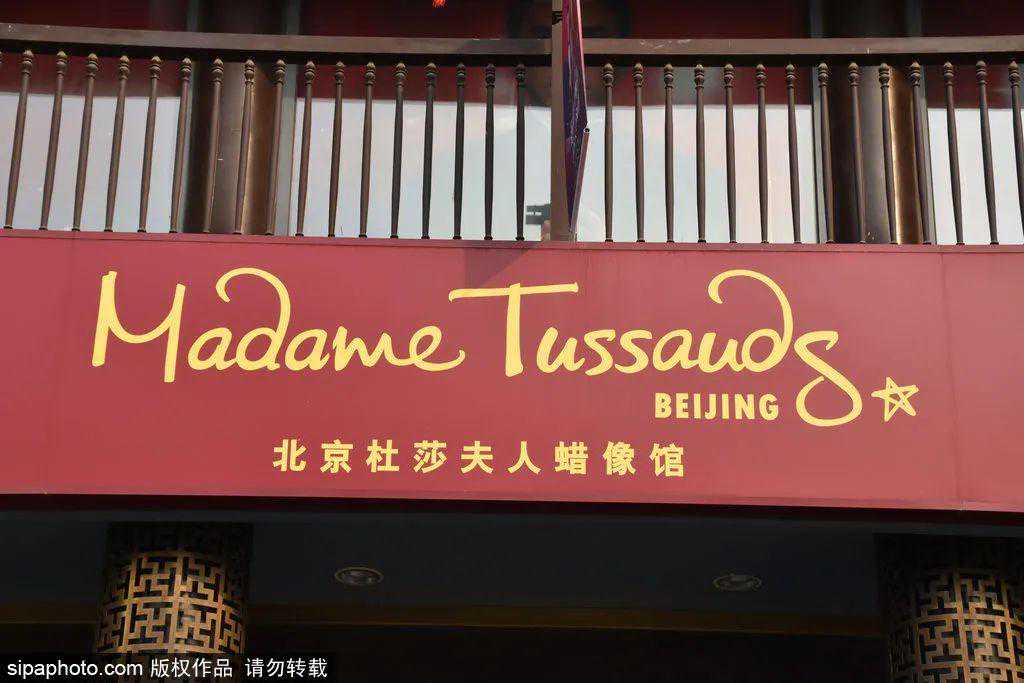 Madame Tussauds
BEIJING
北京杜莎夫人蜡像馆
sipaphoto.com 版权作品 请勿转载